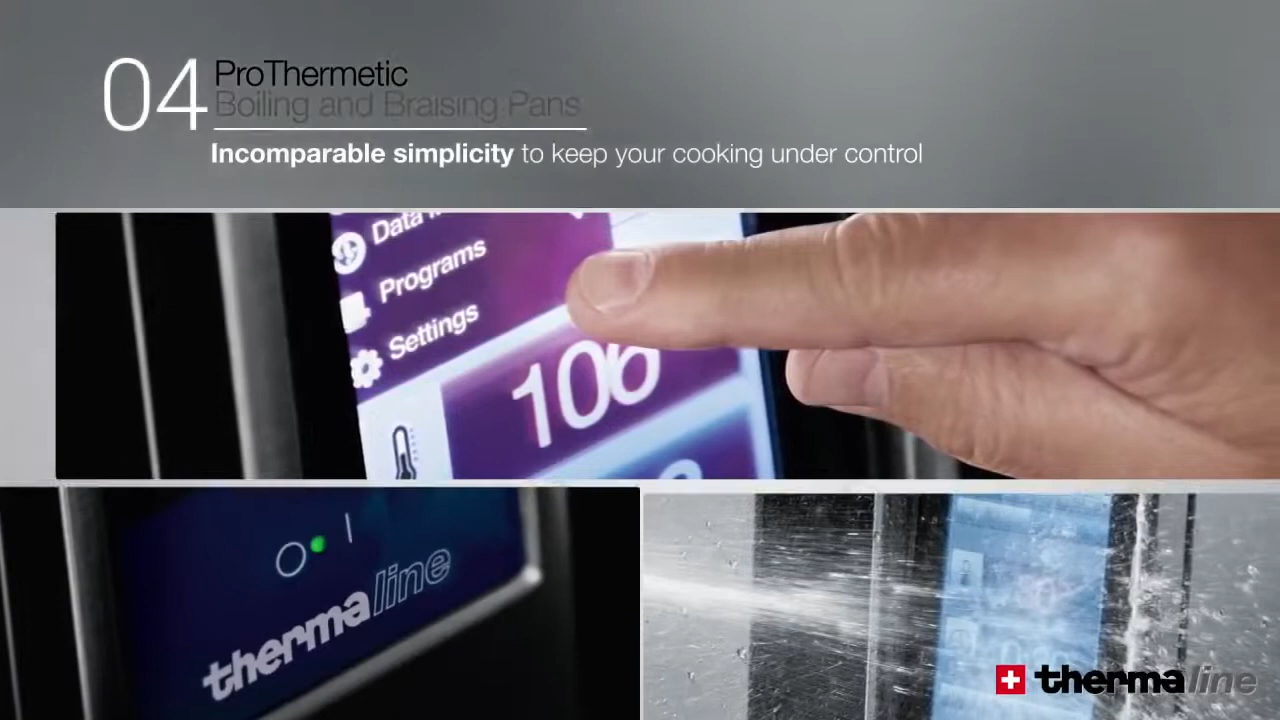 04
ProThermetic
Boiling and Braising Pans
Incomparable simplicity to keep your cooking under control
Data
Programs
Settings
106
thermaline
thermaline